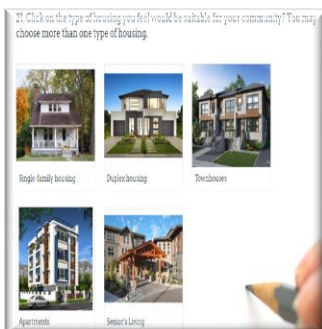 21. Click on the type of housing you feel would be suitable for your community? You may
choose more than one type of housing.
Single-family housing
Duplex housing
Townhouses
Apartments
Senior's Living